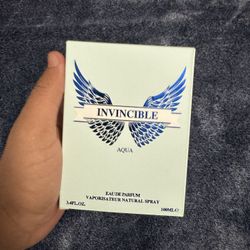 INVINCIBLE
AQUA
EAU DE PARFUM
VAPORISATEUR NATURAL SPRAY
3.4FL.OZ. 100ML ℮